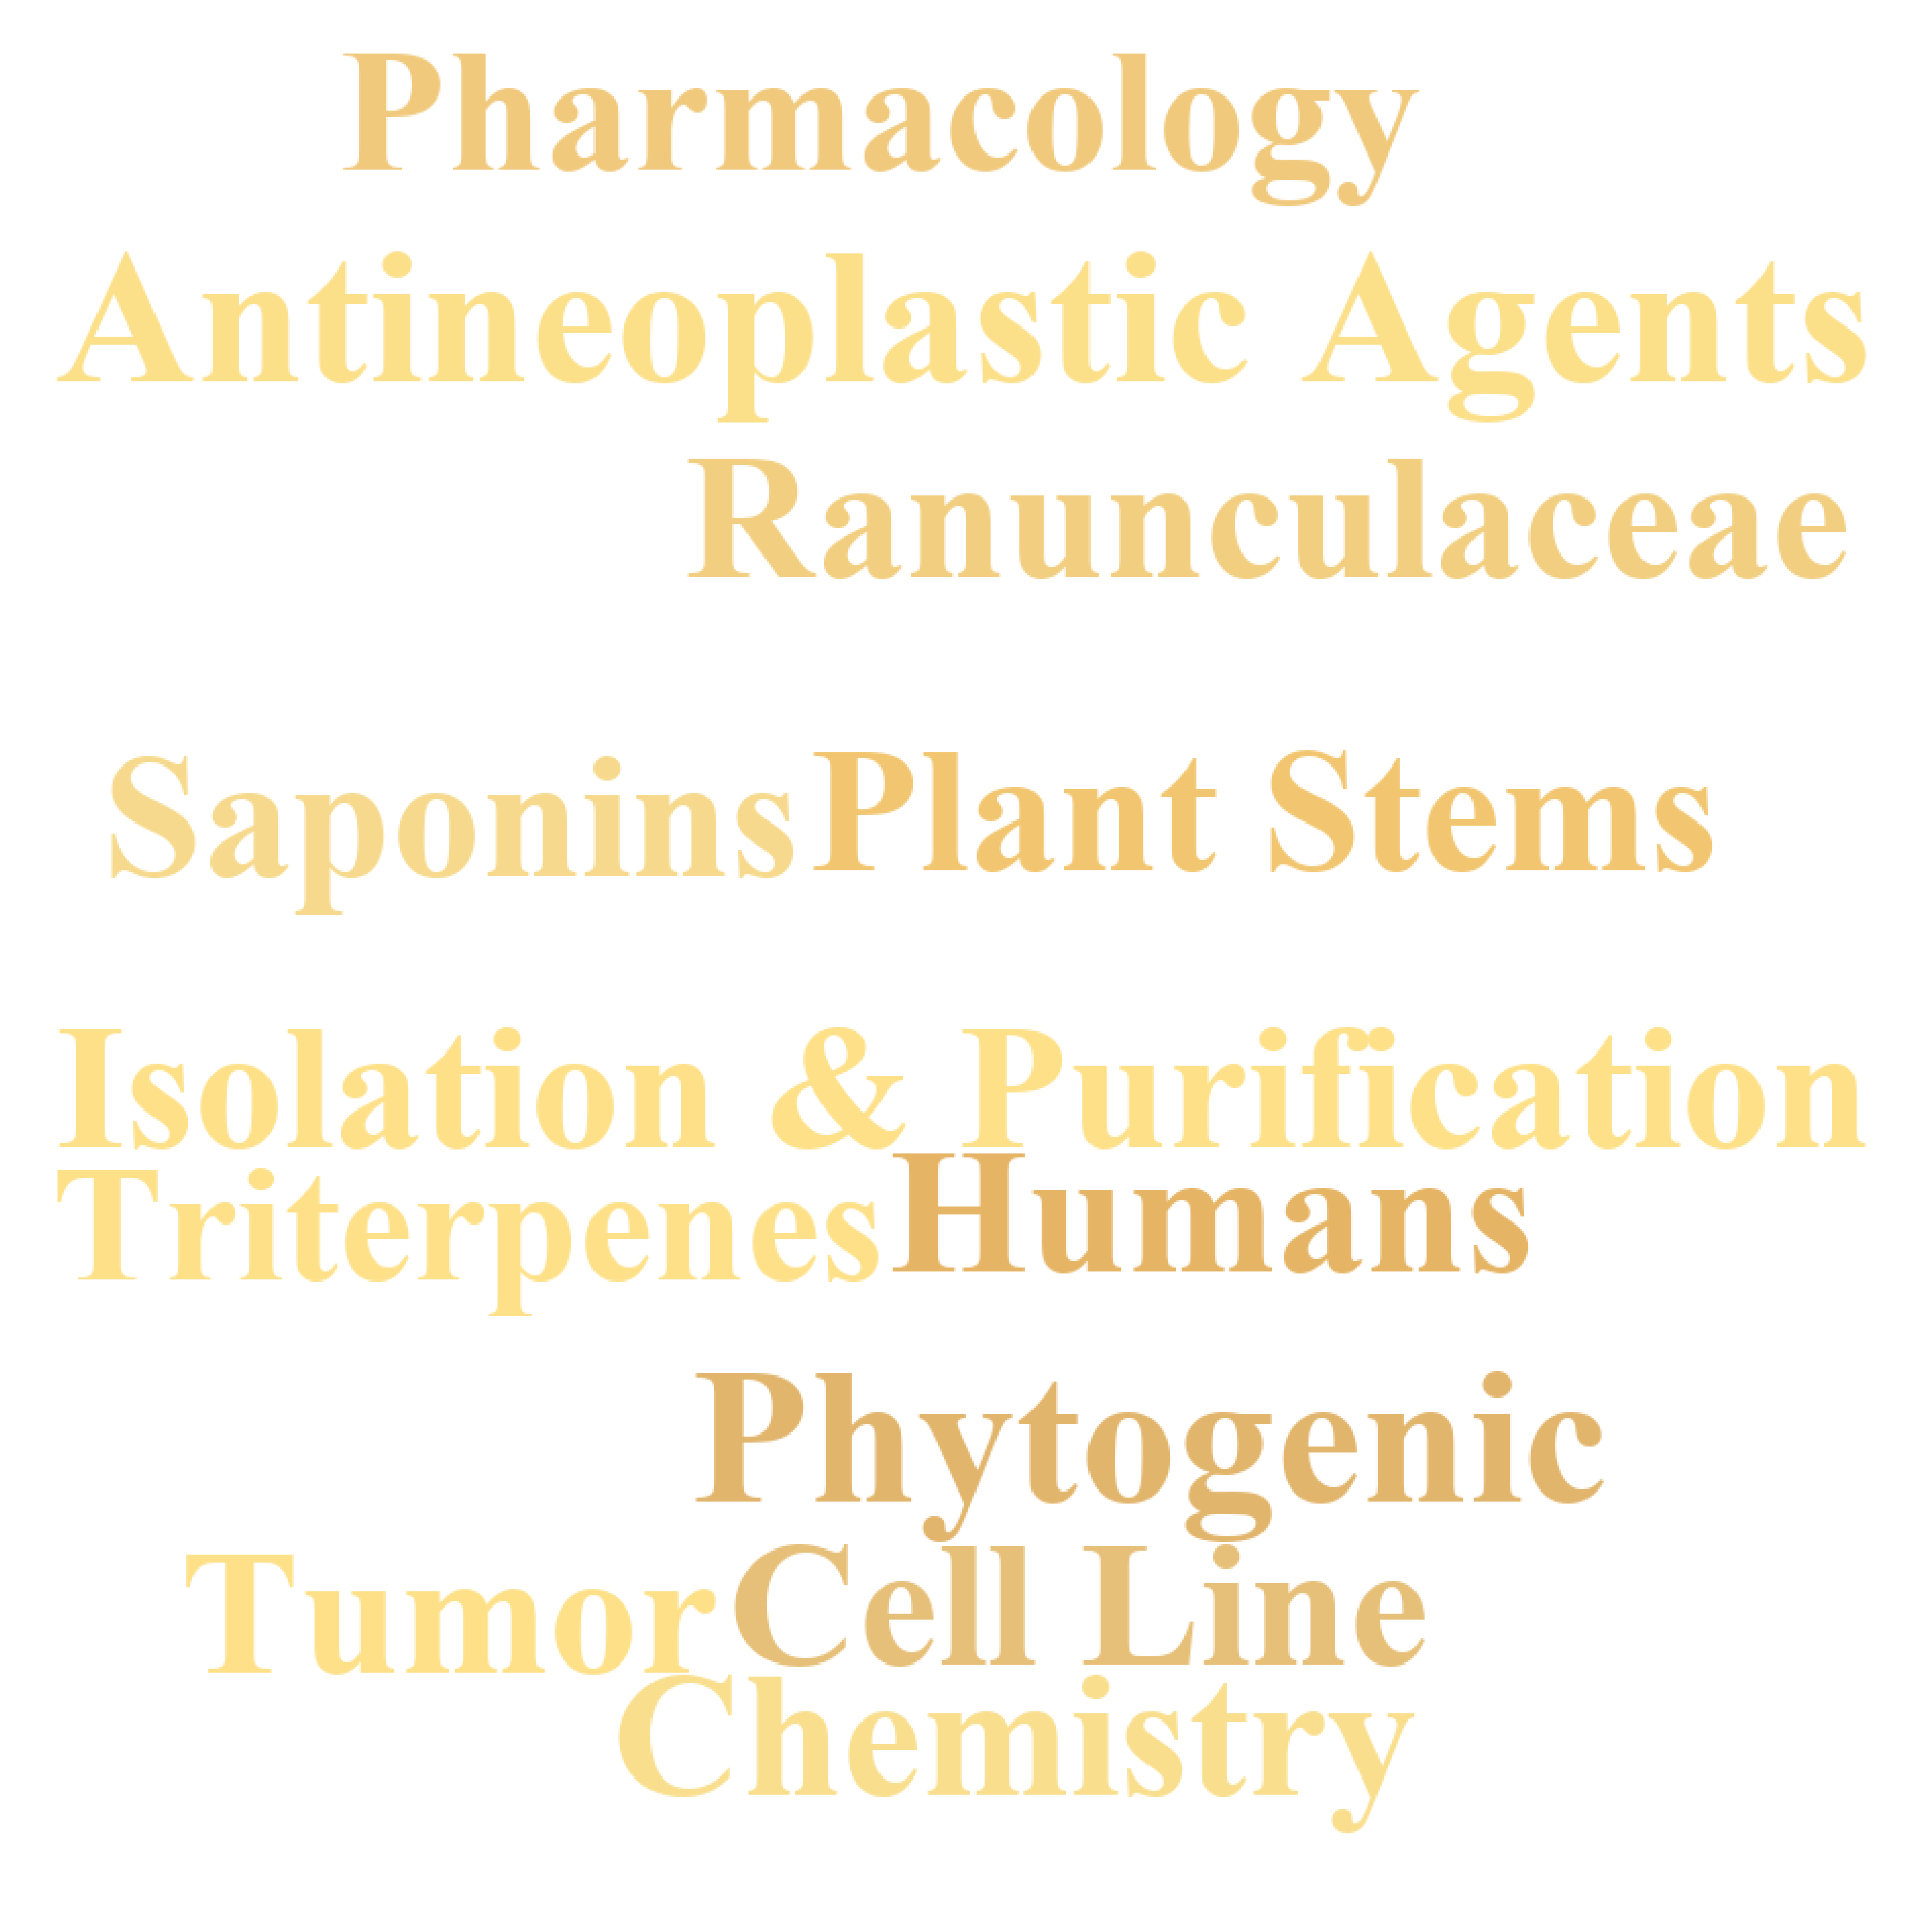 Pharmacology
Antineoplastic Agents
Ranunculaceae
Saponins Plant Stems
Isolation & Purification
Triterpenes Humans
Phytogenic
Tumor Cell Line
Chemistry